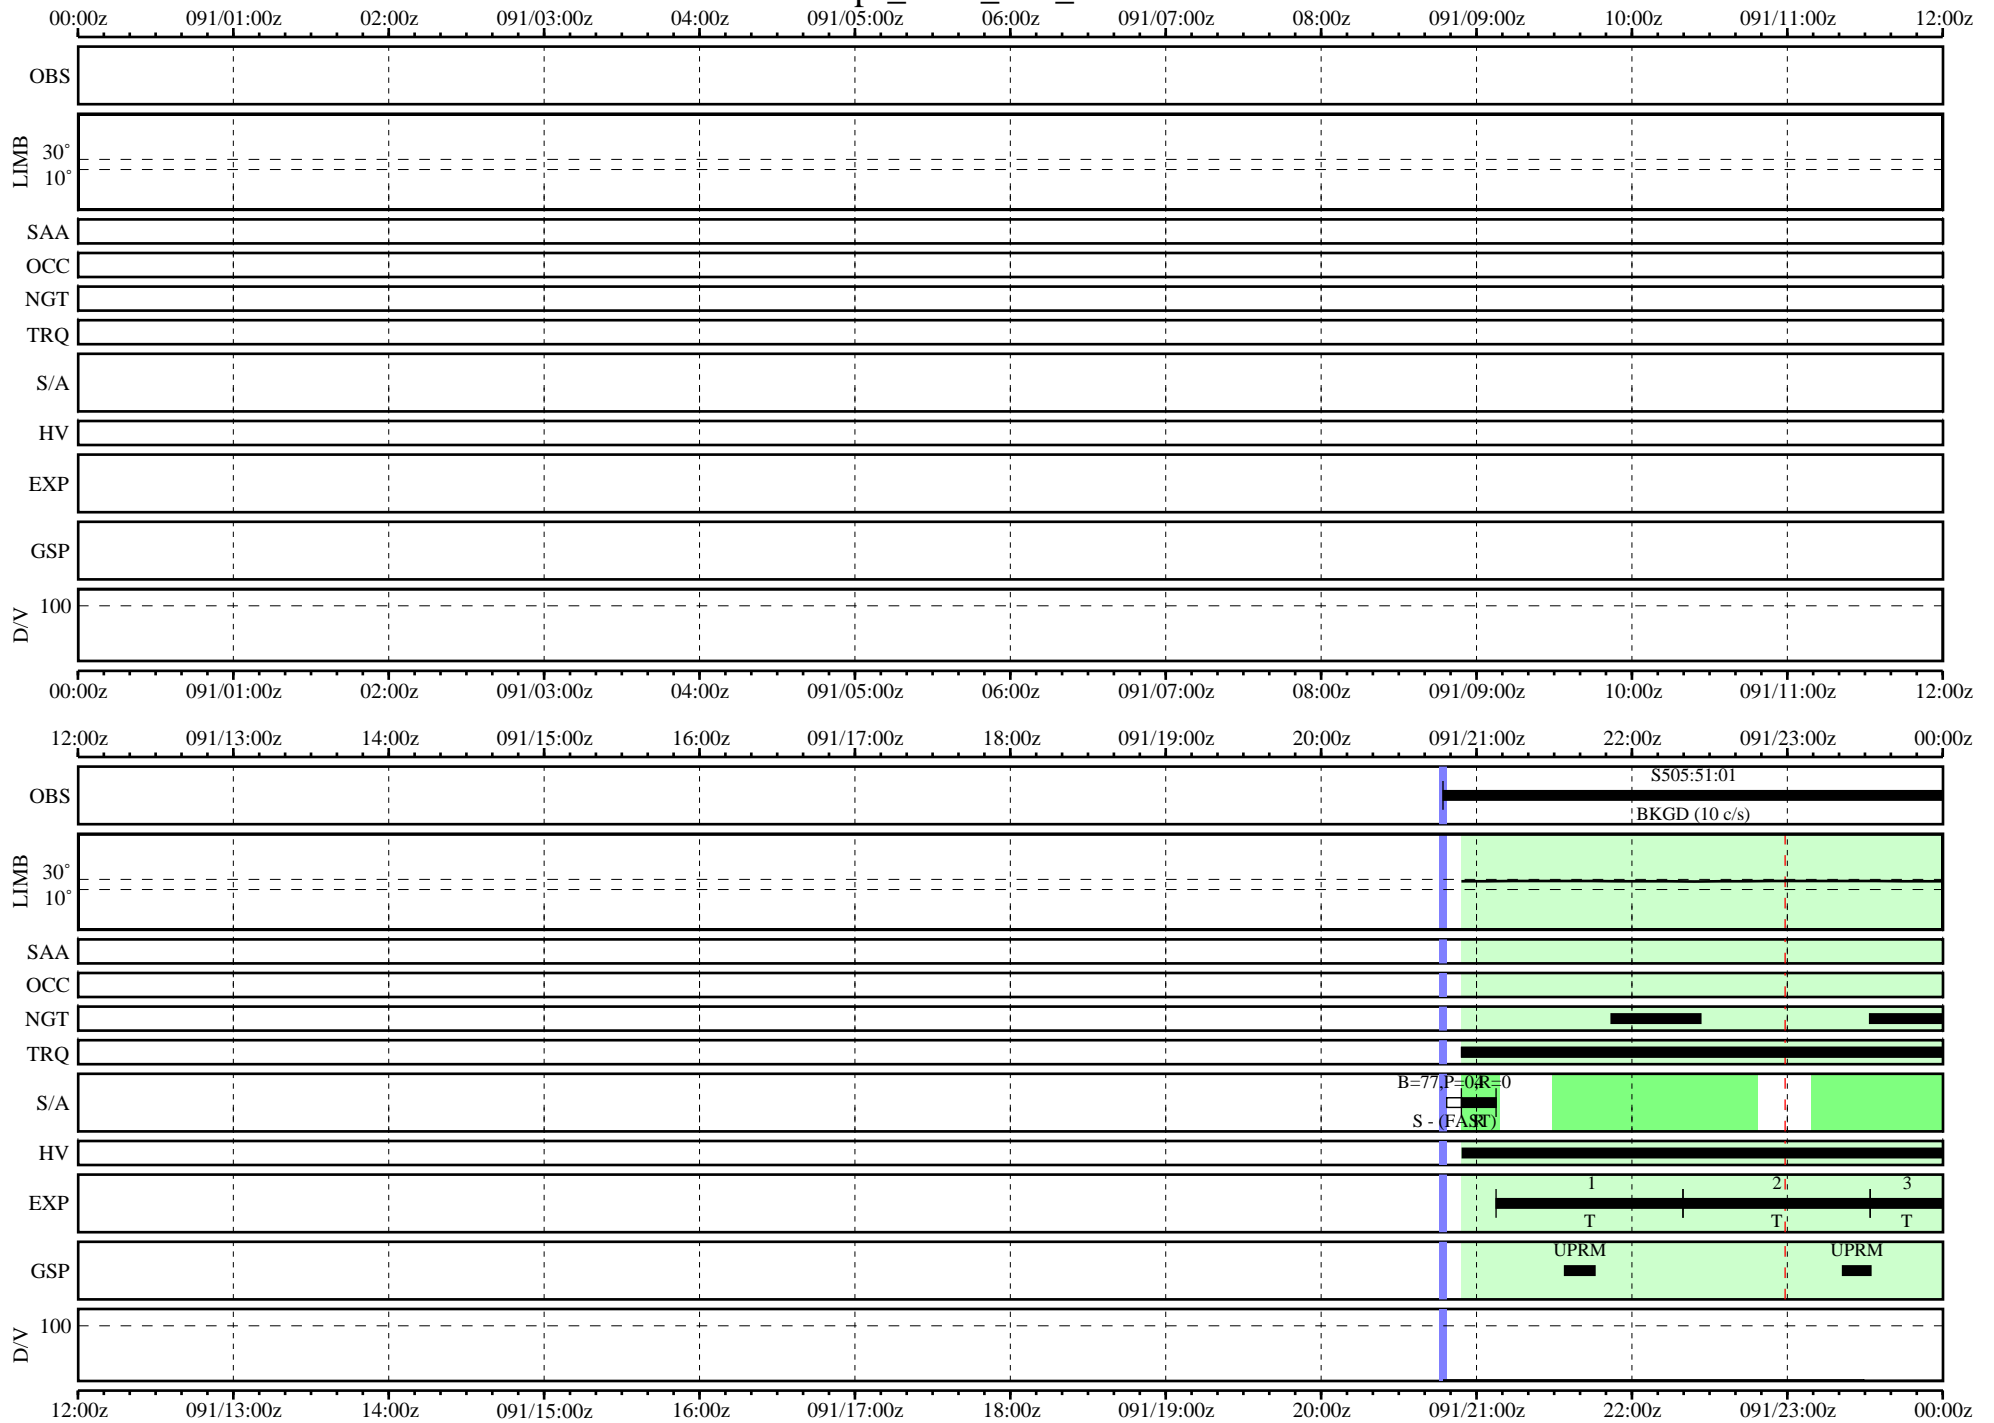 00:00z 091/01:00z 02:00z 091/03:00z 04:00z 091/05:00z 06:00z 091/07:00z 08:00z 091/09:00z 10:00z 091/11:00z 12:00z
OBS
LIMB 30° 10°
SAA
OCC
NGT
TRQ
S/A
HV
EXP
GSP
D/V 100
00:00z 091/01:00z 02:00z 091/03:00z 04:00z 091/05:00z 06:00z 091/07:00z 08:00z 091/09:00z 10:00z 091/11:00z 12:00z
12:00z 091/13:00z 14:00z 091/15:00z 16:00z 091/17:00z 18:00z 091/19:00z 20:00z 091/21:00z 22:00z 091/23:00z 00:00z
S505:51:01
OBS
BKGD (10 c/s)
LIMB 30° 10°
SAA
OCC
NGT
TRQ
B=77,P=04 R=0
S/A
S - (FAST)
HV
1 2 3
EXP
T T T
UPRM UPRM
GSP
D/V 100
12:00z 091/13:00z 14:00z 091/15:00z 16:00z 091/17:00z 18:00z 091/19:00z 20:00z 091/21:00z 22:00z 091/23:00z 00:00z